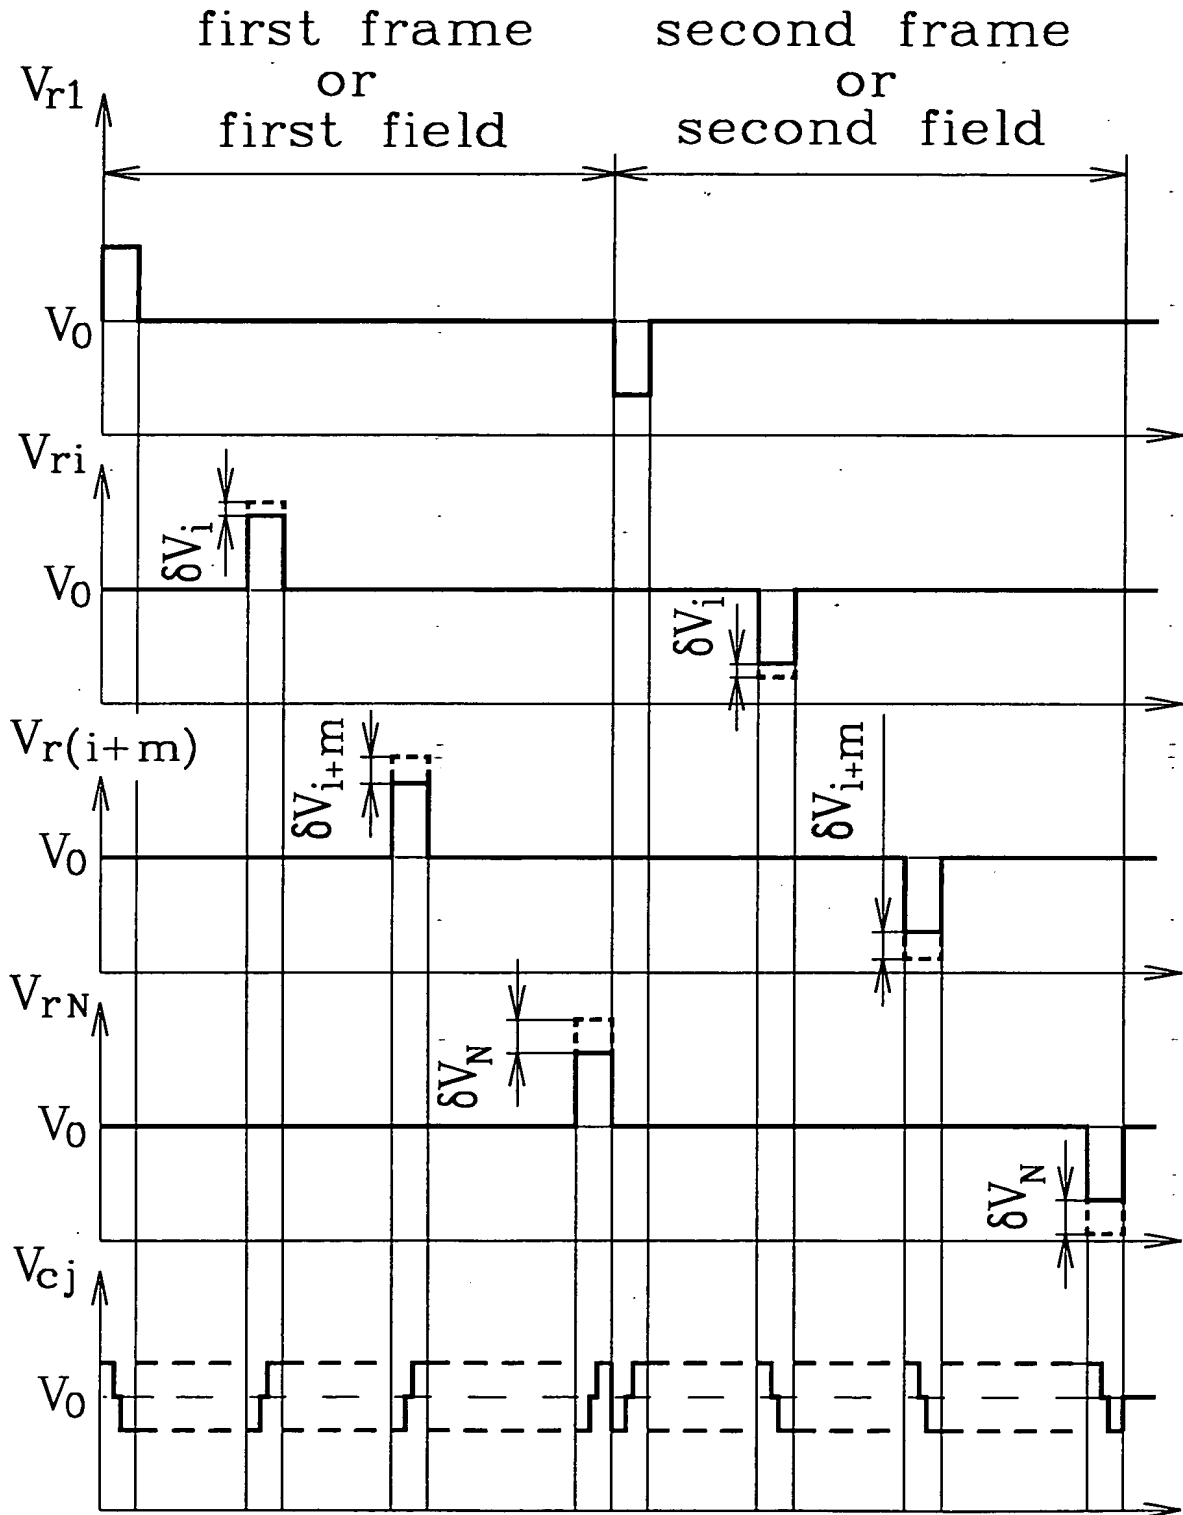 first frame
or
first field
second frame
or
second field
Vr1
V0
Vri
δVi
V0
δVi
Vr(i+m)
δVi+m
δVi+m
V0
VrN
δVN
V0
δVN
Vcj
V0